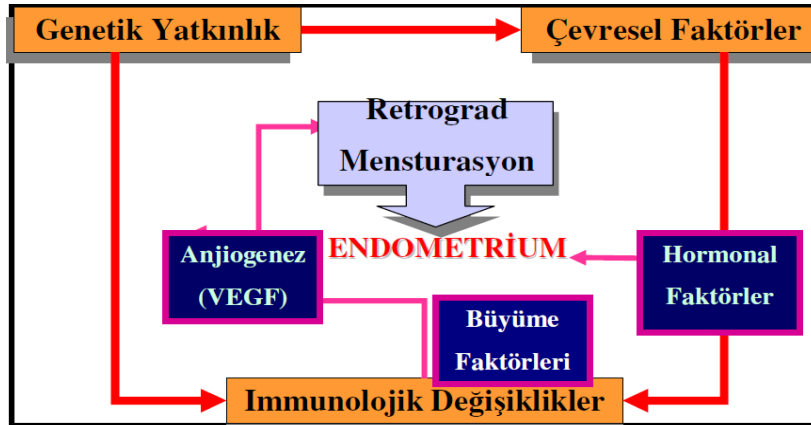 Genetik Yatkınlık
Çevresel Faktörler
Retrograd
Mensturasyon
ENDOMETRİUM
Anjiogenez
(VEGF)
Hormonal
Faktörler
Büyüme
Faktörleri
Immunolojik Değişiklikler